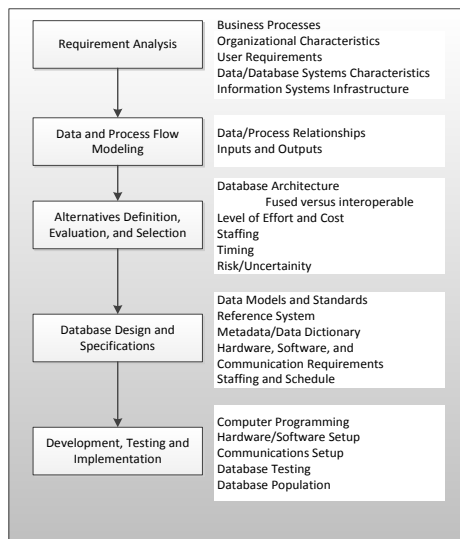 Requirement Analysis
Business Processes
Organizational Characteristics
User Requirements
Data/Database Systems Characteristics
Information Systems Infrastructure
Data and Process Flow
Modeling
Data/Process Relationships
Inputs and Outputs
Alternatives Definition,
Evaluation, and Selection
Database Architecture
Fused versus interoperable
Level of Effort and Cost
Staffing
Timing
Risk/Uncertainity
Database Design and
Specifications
Data Models and Standards
Reference System
Metadata/Data Dictionary
Hardware, Software, and
Communication Requirements
Staffing and Schedule
Development, Testing and
Implementation
Computer Programming
Hardware/Software Setup
Communications Setup
Database Testing
Database Population